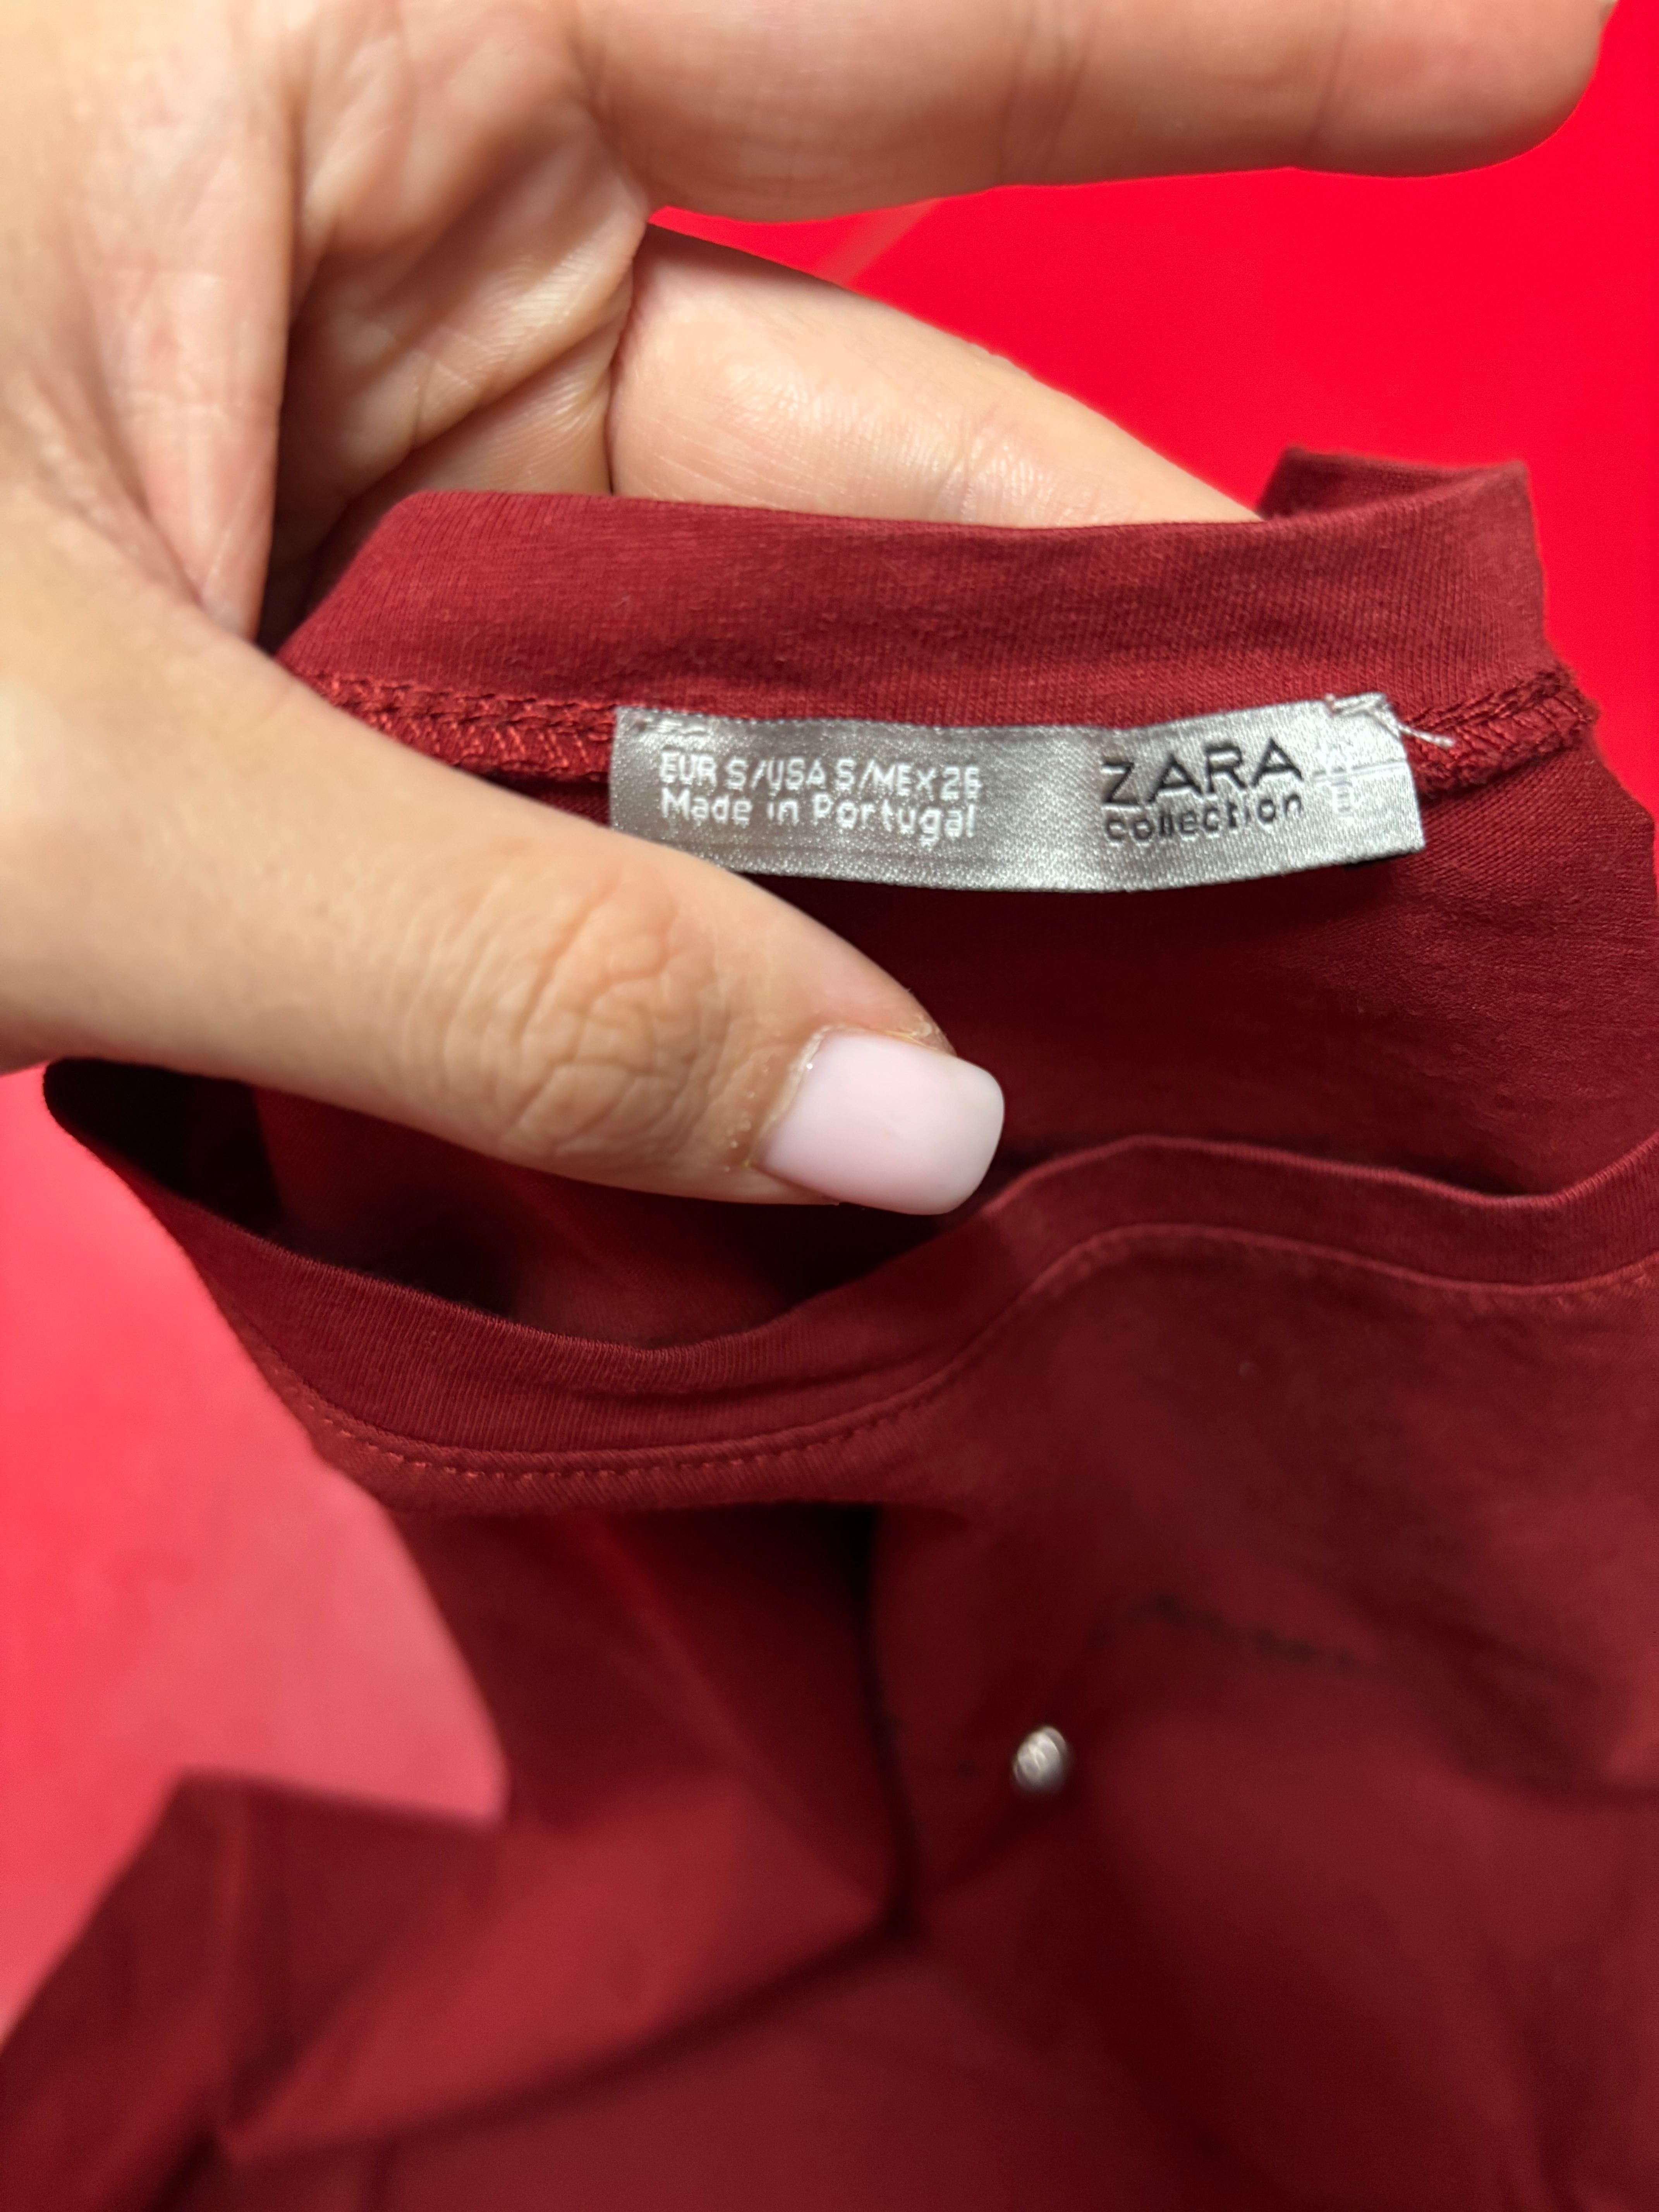 EUR S/USA S/MEX 26
Made in Portugal
ZARA
collection